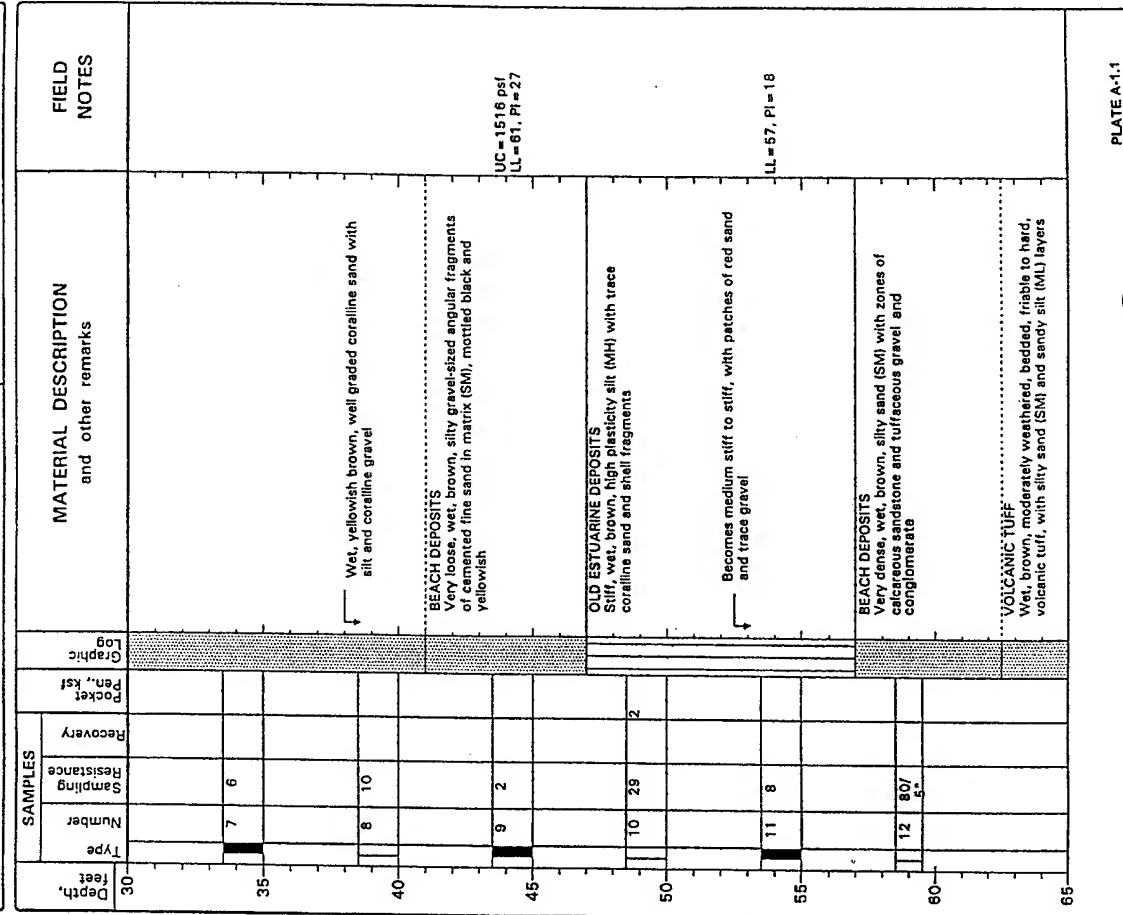 Depth,
feet
SAMPLES
Type
Number
Sampling
Resistance
Recovery
Pocket
Pen., ksf
Graphic
Log
MATERIAL DESCRIPTION
and other remarks
FIELD
NOTES
30
35
7
6
Wet, yellowish brown, well graded coralline sand with
silt and coralline gravel
8
10
40
BEACH DEPOSITS
Very loose, wet, brown, silty gravel-sized angular fragments
of cemented fine sand in matrix (SM), mottled black and
yellowish
9
2
UC = 1516 psf
LL = 61, PI = 27
45
OLD ESTUARINE DEPOSITS
Stiff, wet, brown, high plasticity silt (MH) with trace
coralline sand and shell fragments
10
29
2
50
Becomes medium stiff to stiff, with patches of red sand
and trace gravel
11
8
LL = 57, PI = 18
55
BEACH DEPOSITS
Very dense, wet, brown, silty sand (SM) with zones of
calcareous sandstone and tuffaceous gravel and
conglomerate
12
80/
5"
60
VOLCANIC TUFF
Wet, brown, moderately weathered, bedded, friable to hard,
volcanic tuff, with silty sand (SM) and sandy silt (ML) layers
65
PLATE A-1.1